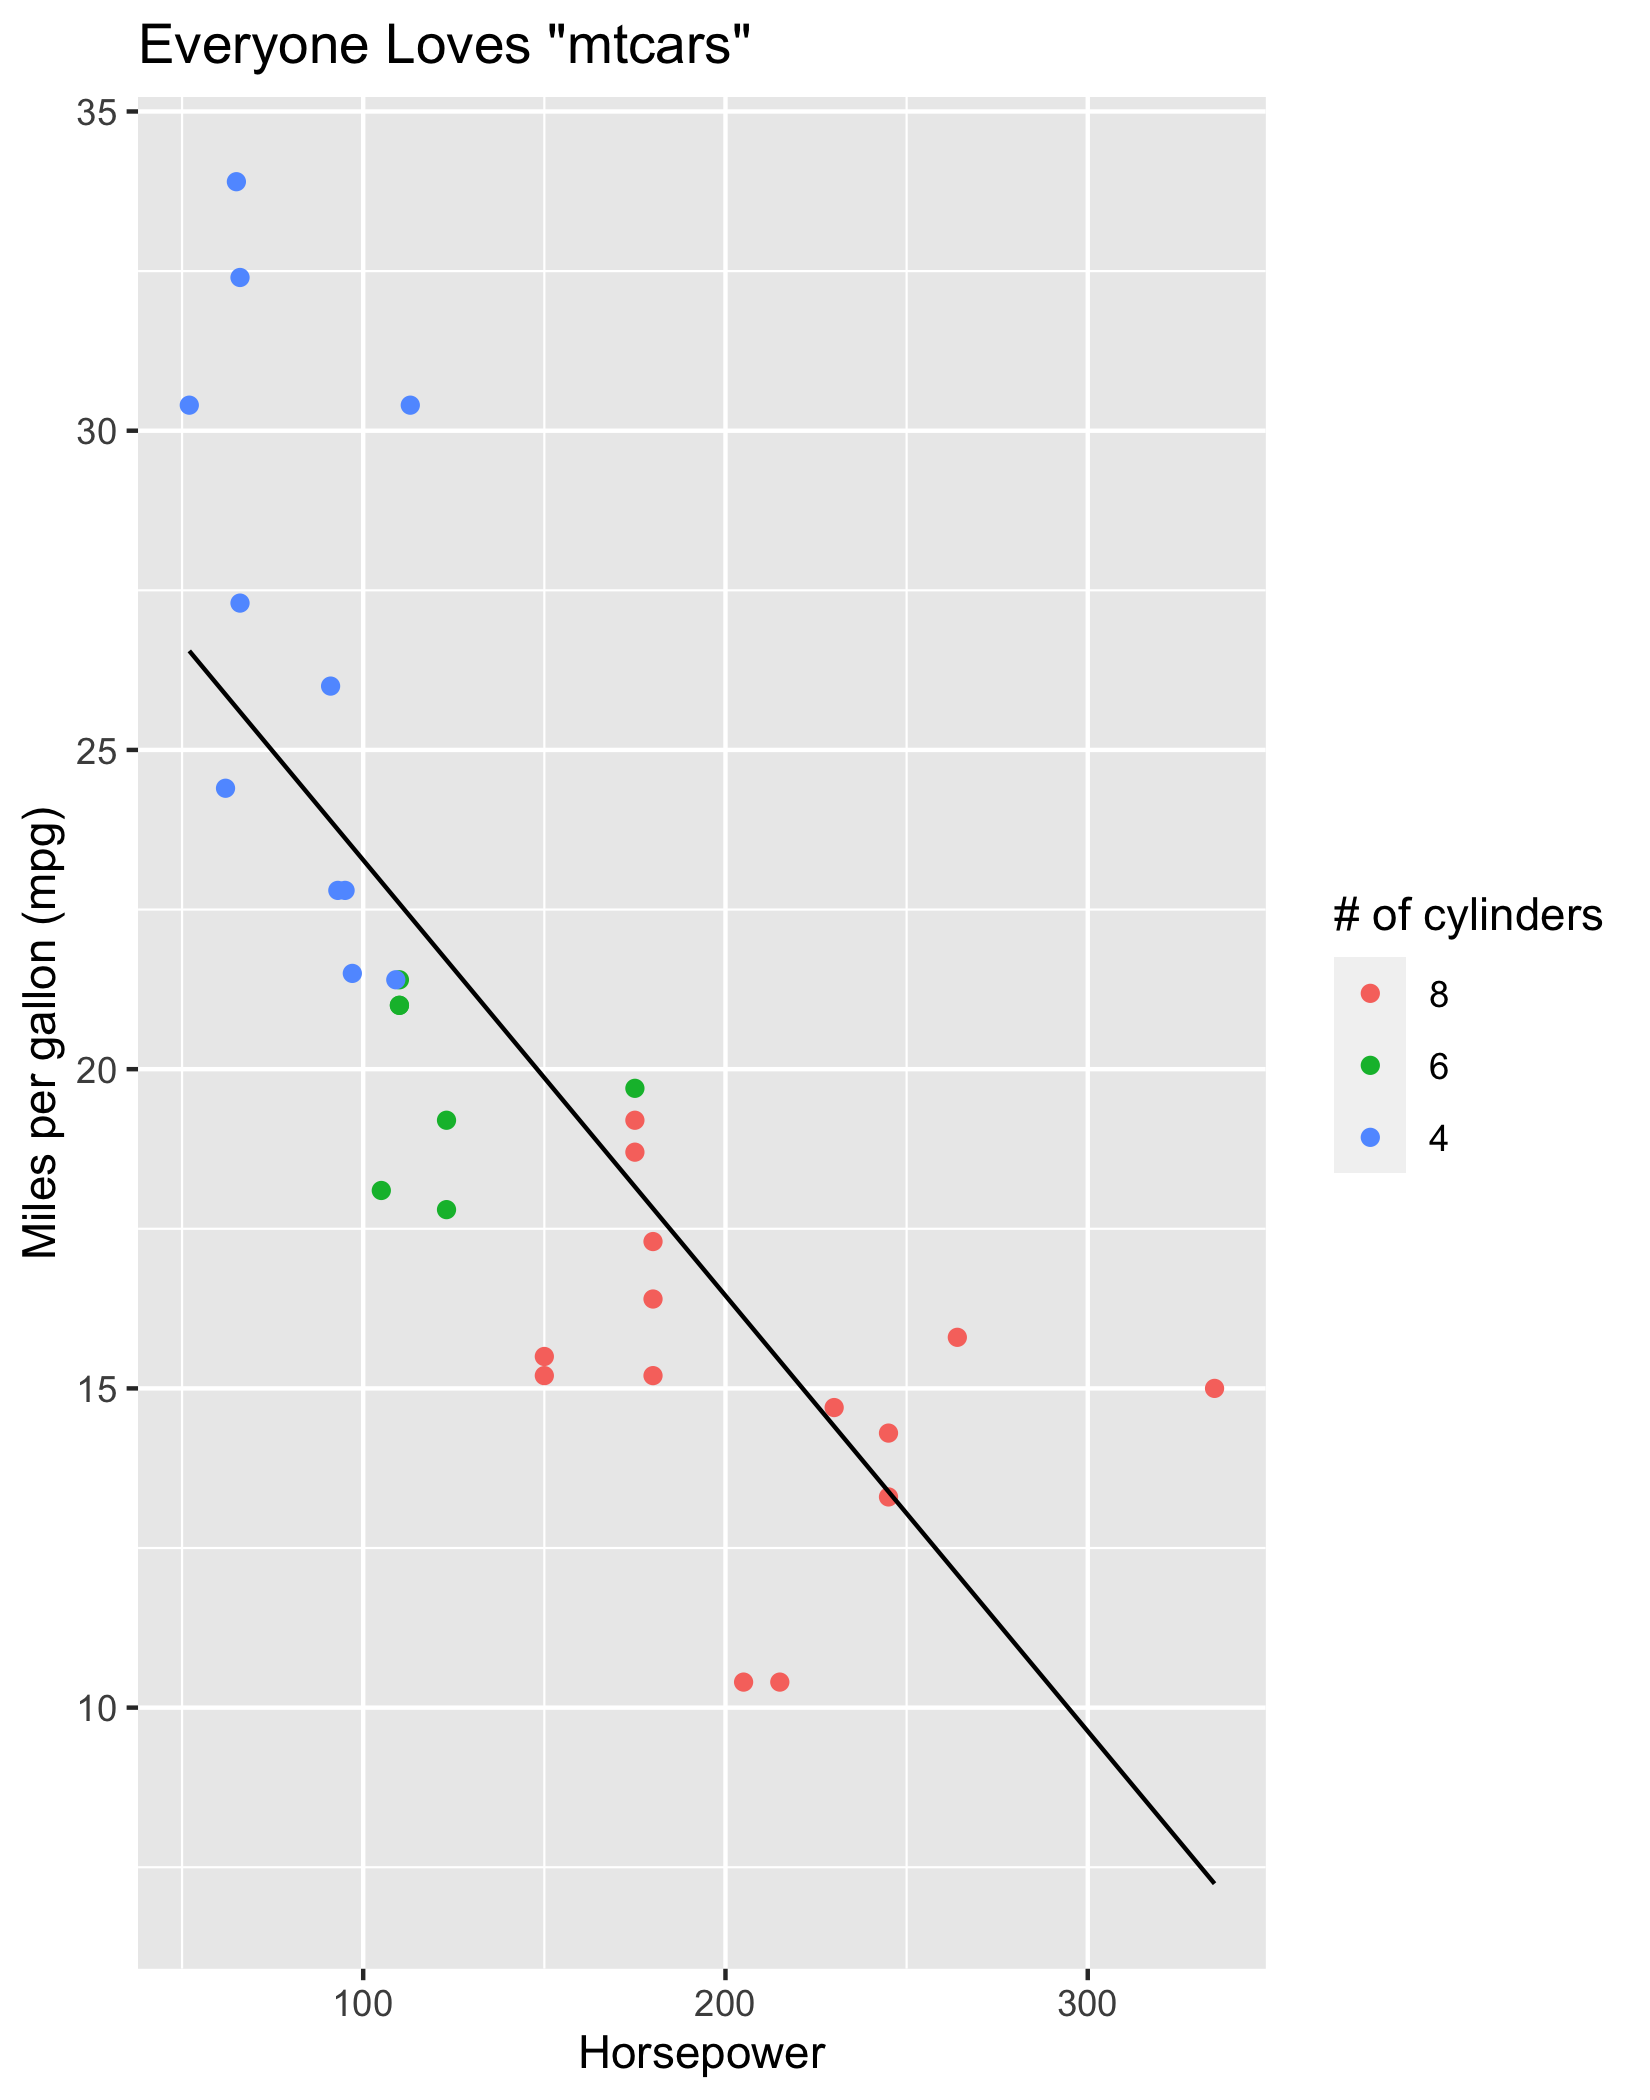 Everyone Loves "mtcars"
35
30
25
20
15
10
Miles per gallon (mpg)
100 200 300
Horsepower
# of cylinders
8
6
4